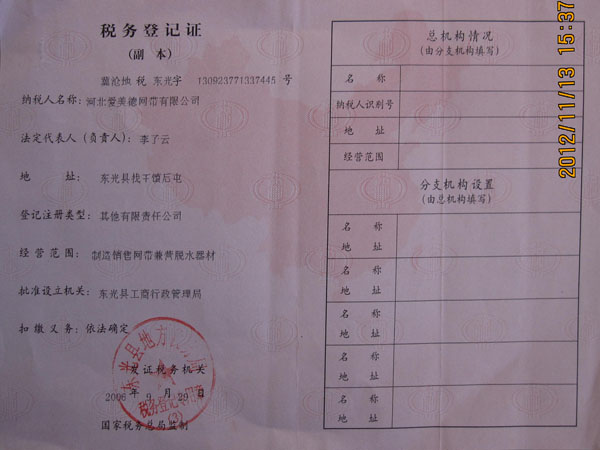 税务登记证
(副 本)
冀沧地 税 东光字 130923771337445 号
纳税人名称: 河北爱美德网带有限公司
法定代表人(负责人): 李子云
地 址: 东光县找王镇后屯
登记注册类型: 其他有限责任公司
经 营 范 围: 制造销售网带兼营脱水器材
批准设立机关: 东光县工商行政管理局
扣 缴 义 务: 依法确定
发证税务机关
2006 年 9 月 29 日
国家税务总局监制
东光县地方
税务登记
(3)
总机构情况
(由分支机构填写)
名 称
纳税人识别号
地 址
经营范围
分支机构设置
(由总机构填写)
名 称
地 址
名 称
地 址
名 称
地 址
名 称
地 址
名 称
地 址
2012/11/13 15:37